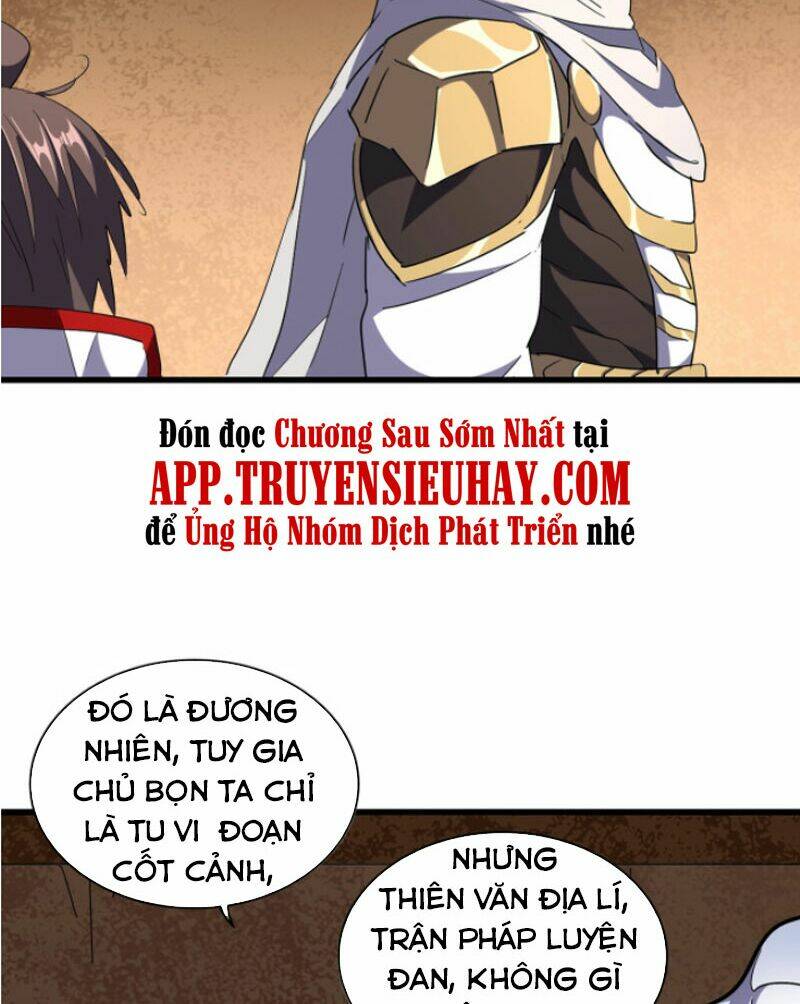 Đón đọc Chương Sau Sớm Nhất tại
APP.TRUYENSIEUHAY.COM
để Ủng Hộ Nhóm Dịch Phát Triển nhé
ĐÓ LÀ ĐƯƠNG
NHIÊN, TUY GIA
CHỦ BỌN TA CHỈ
LÀ TU VI ĐOẠN
CỐT CẢNH,
NHƯNG
THIÊN VĂN ĐỊA LÍ,
TRẬN PHÁP LUYỆN
ĐAN, KHÔNG GÌ